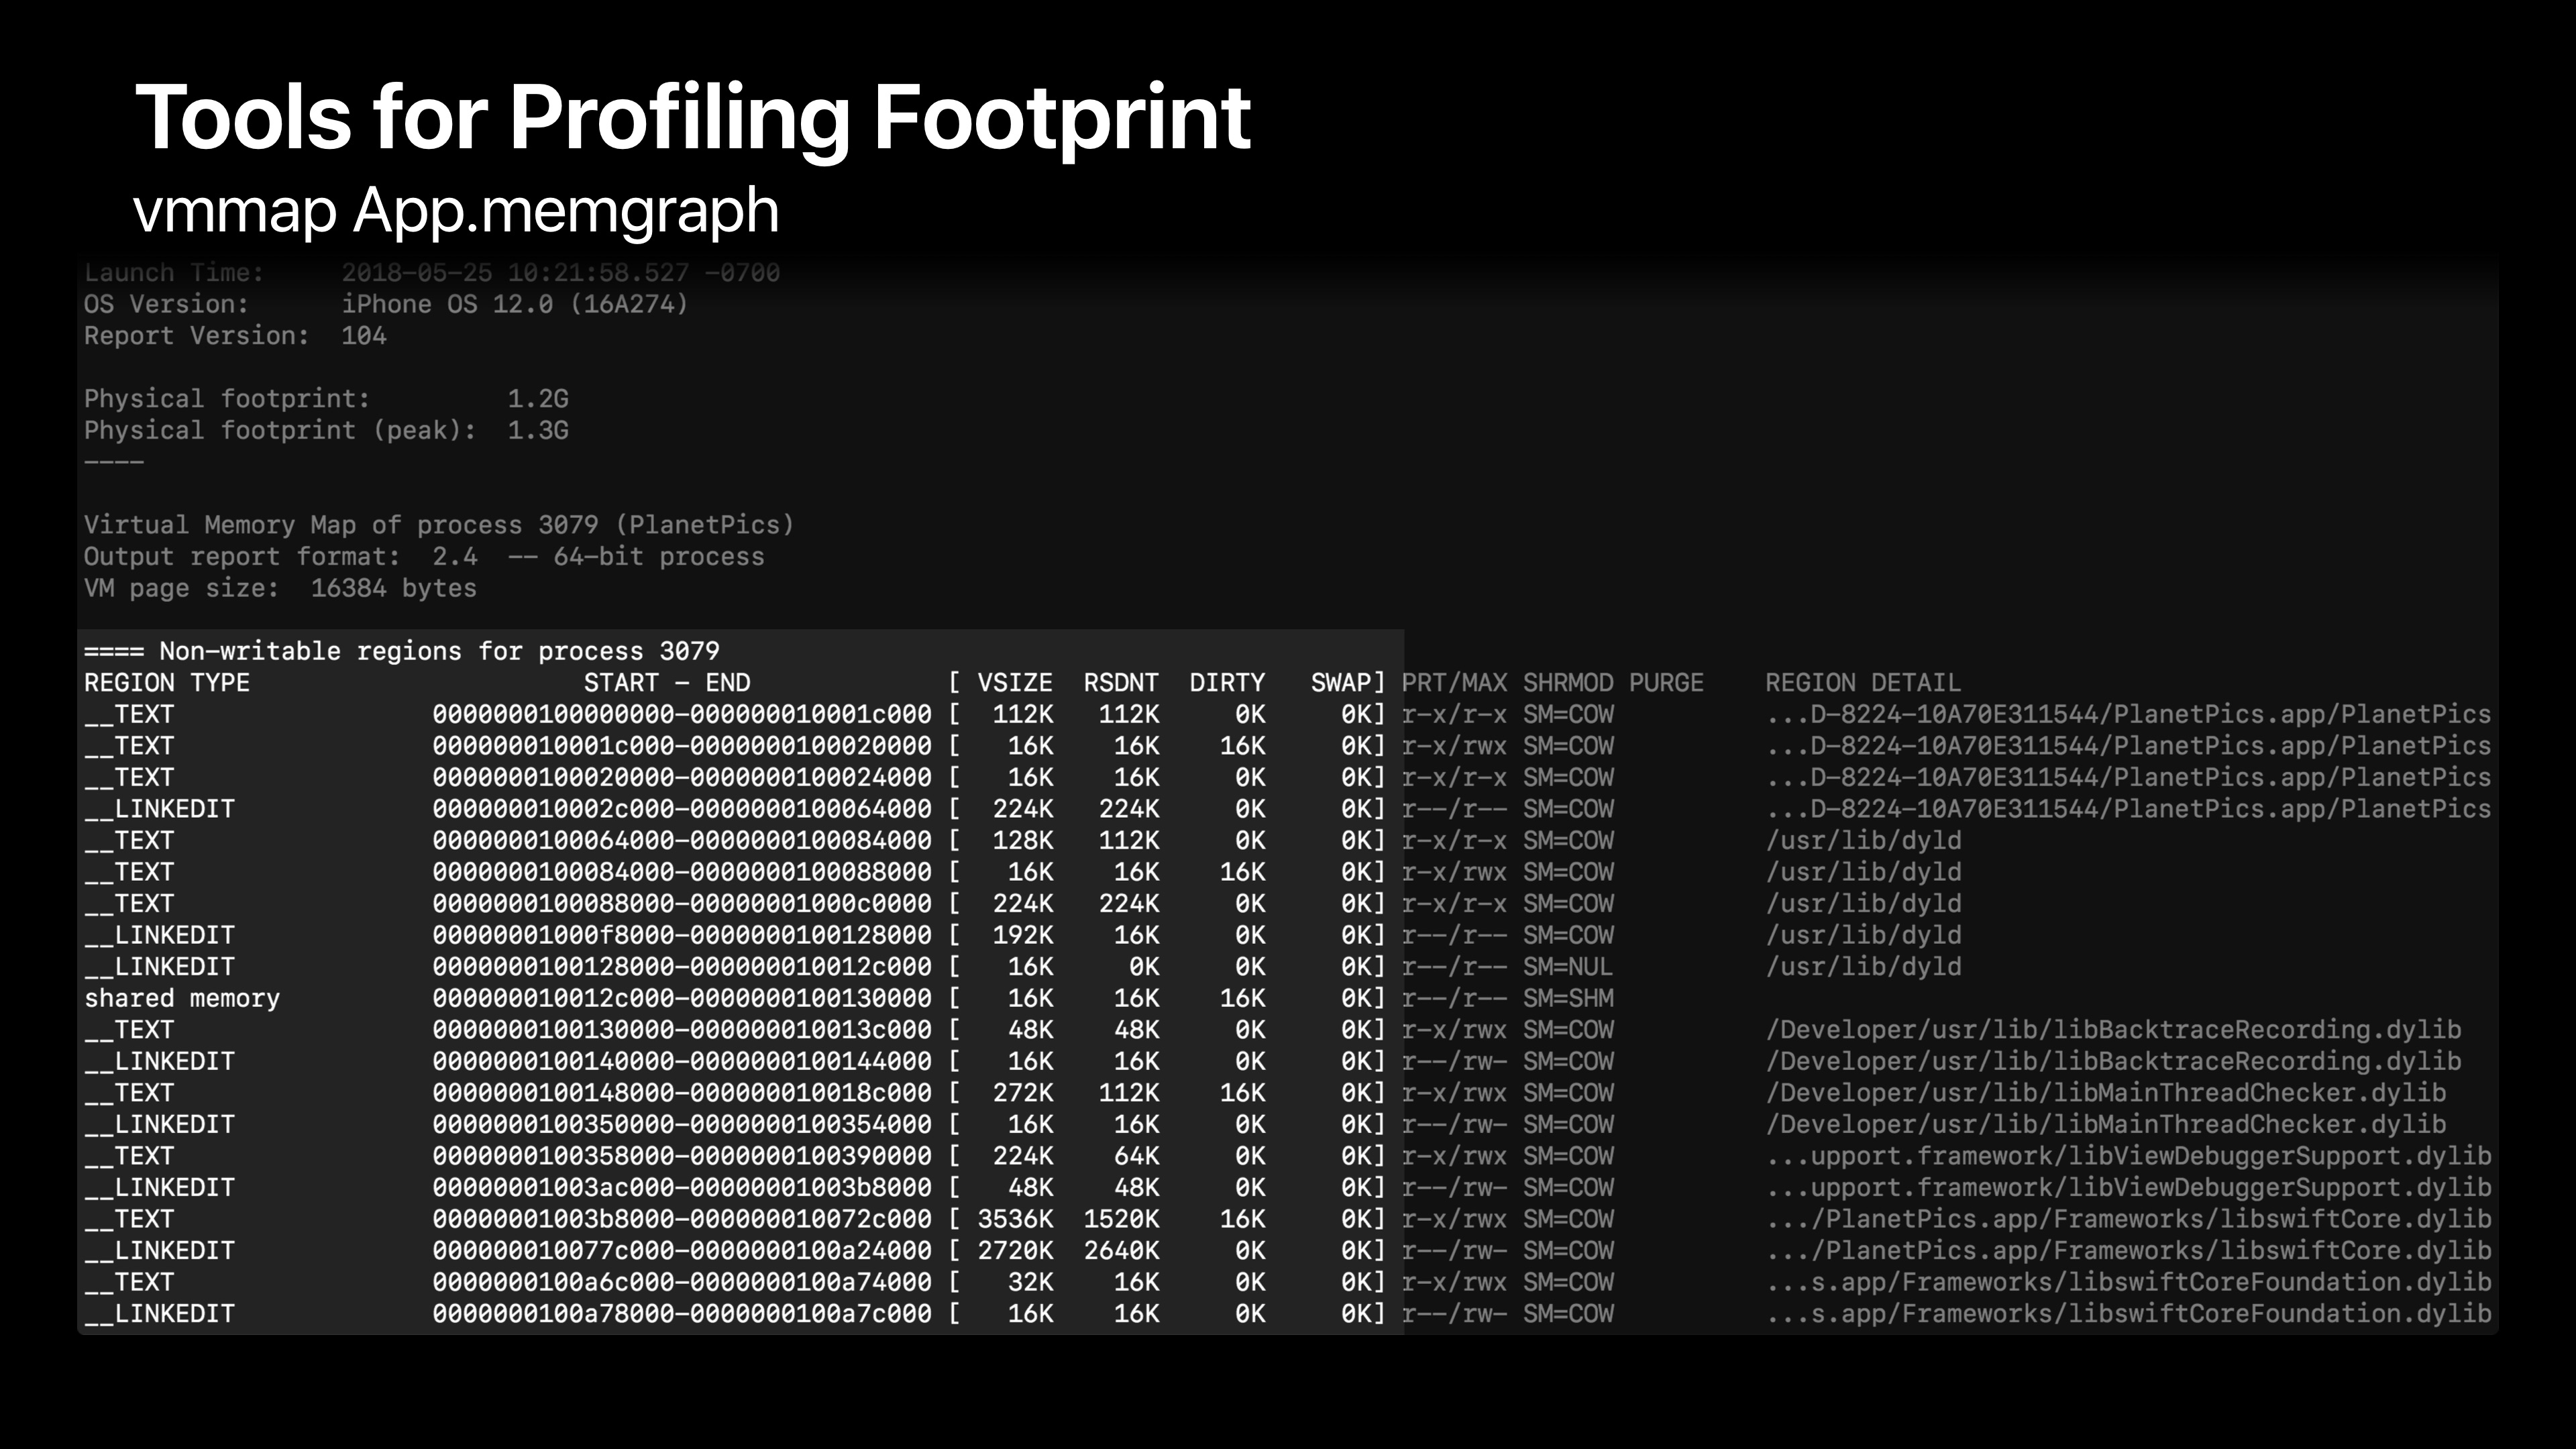 Tools for Profiling Footprint
vmmap App.memgraph
Launch Time:     2018-05-25 10:21:58.527 -0700
OS Version:      iPhone OS 12.0 (16A274)
Report Version:  104
Physical footprint:         1.2G
Physical footprint (peak):  1.3G
----
Virtual Memory Map of process 3079 (PlanetPics)
Output report format:  2.4  -- 64-bit process
VM page size:  16384 bytes
==== Non-writable regions for process 3079
REGION TYPE                      START - END             [ VSIZE  RSDNT  DIRTY   SWAP] PRT/MAX SHRMOD PURGE    REGION DETAIL
__TEXT                 0000000100000000-000000010001c000 [  112K   112K     0K     0K] r-x/r-x SM=COW          ...D-8224-10A70E311544/PlanetPics.app/PlanetPics
__TEXT                 000000010001c000-0000000100020000 [   16K    16K    16K     0K] r-x/rwx SM=COW          ...D-8224-10A70E311544/PlanetPics.app/PlanetPics
__TEXT                 0000000100020000-0000000100024000 [   16K    16K     0K     0K] r-x/r-x SM=COW          ...D-8224-10A70E311544/PlanetPics.app/PlanetPics
__LINKEDIT             000000010002c000-0000000100064000 [  224K   224K     0K     0K] r--/r-- SM=COW          ...D-8224-10A70E311544/PlanetPics.app/PlanetPics
__TEXT                 0000000100064000-0000000100084000 [  128K   112K     0K     0K] r-x/r-x SM=COW          /usr/lib/dyld
__TEXT                 0000000100084000-0000000100088000 [   16K    16K    16K     0K] r-x/rwx SM=COW          /usr/lib/dyld
__TEXT                 0000000100088000-00000001000c0000 [  224K   224K     0K     0K] r-x/r-x SM=COW          /usr/lib/dyld
__LINKEDIT             00000001000f8000-0000000100128000 [  192K    16K     0K     0K] r--/r-- SM=COW          /usr/lib/dyld
__LINKEDIT             0000000100128000-000000010012c000 [   16K     0K     0K     0K] r--/r-- SM=NUL          /usr/lib/dyld
shared memory          000000010012c000-0000000100130000 [   16K    16K    16K     0K] r--/r-- SM=SHM
__TEXT                 0000000100130000-000000010013c000 [   48K    48K     0K     0K] r-x/rwx SM=COW          /Developer/usr/lib/libBacktraceRecording.dylib
__LINKEDIT             0000000100140000-0000000100144000 [   16K    16K     0K     0K] r--/rw- SM=COW          /Developer/usr/lib/libBacktraceRecording.dylib
__TEXT                 0000000100148000-000000010018c000 [  272K   112K    16K     0K] r-x/rwx SM=COW          /Developer/usr/lib/libMainThreadChecker.dylib
__LINKEDIT             0000000100350000-0000000100354000 [   16K    16K     0K     0K] r--/rw- SM=COW          /Developer/usr/lib/libMainThreadChecker.dylib
__TEXT                 0000000100358000-0000000100390000 [  224K    64K     0K     0K] r-x/rwx SM=COW          ...upport.framework/libViewDebuggerSupport.dylib
__LINKEDIT             00000001003ac000-00000001003b8000 [   48K    48K     0K     0K] r--/rw- SM=COW          ...upport.framework/libViewDebuggerSupport.dylib
__TEXT                 00000001003b8000-000000010072c000 [ 3536K  1520K    16K     0K] r-x/rwx SM=COW          .../PlanetPics.app/Frameworks/libswiftCore.dylib
__LINKEDIT             000000010077c000-0000000100a24000 [ 2720K  2640K     0K     0K] r--/rw- SM=COW          .../PlanetPics.app/Frameworks/libswiftCore.dylib
__TEXT                 0000000100a6c000-0000000100a74000 [   32K    16K     0K     0K] r-x/rwx SM=COW          ...s.app/Frameworks/libswiftCoreFoundation.dylib
__LINKEDIT             0000000100a78000-0000000100a7c000 [   16K    16K     0K     0K] r--/rw- SM=COW          ...s.app/Frameworks/libswiftCoreFoundation.dylib